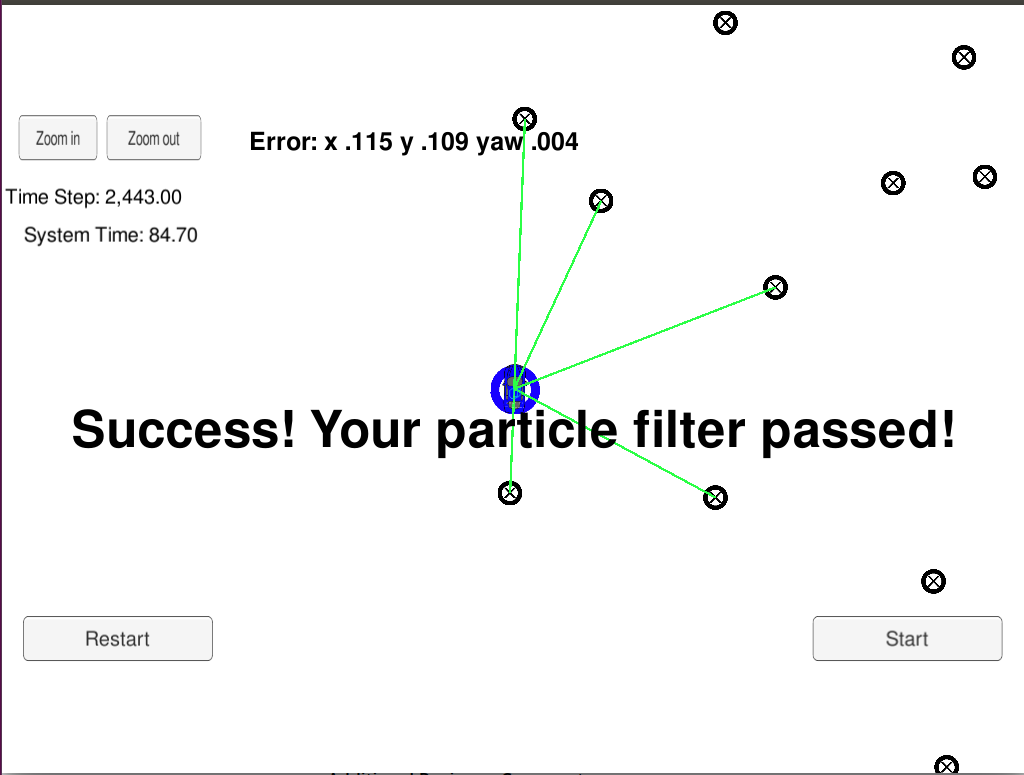 Zoom in
Zoom out
Error: x .115 y .109 yaw .004
Time Step: 2,443.00
System Time: 84.70
Success! Your particle filter passed!
Restart
Start